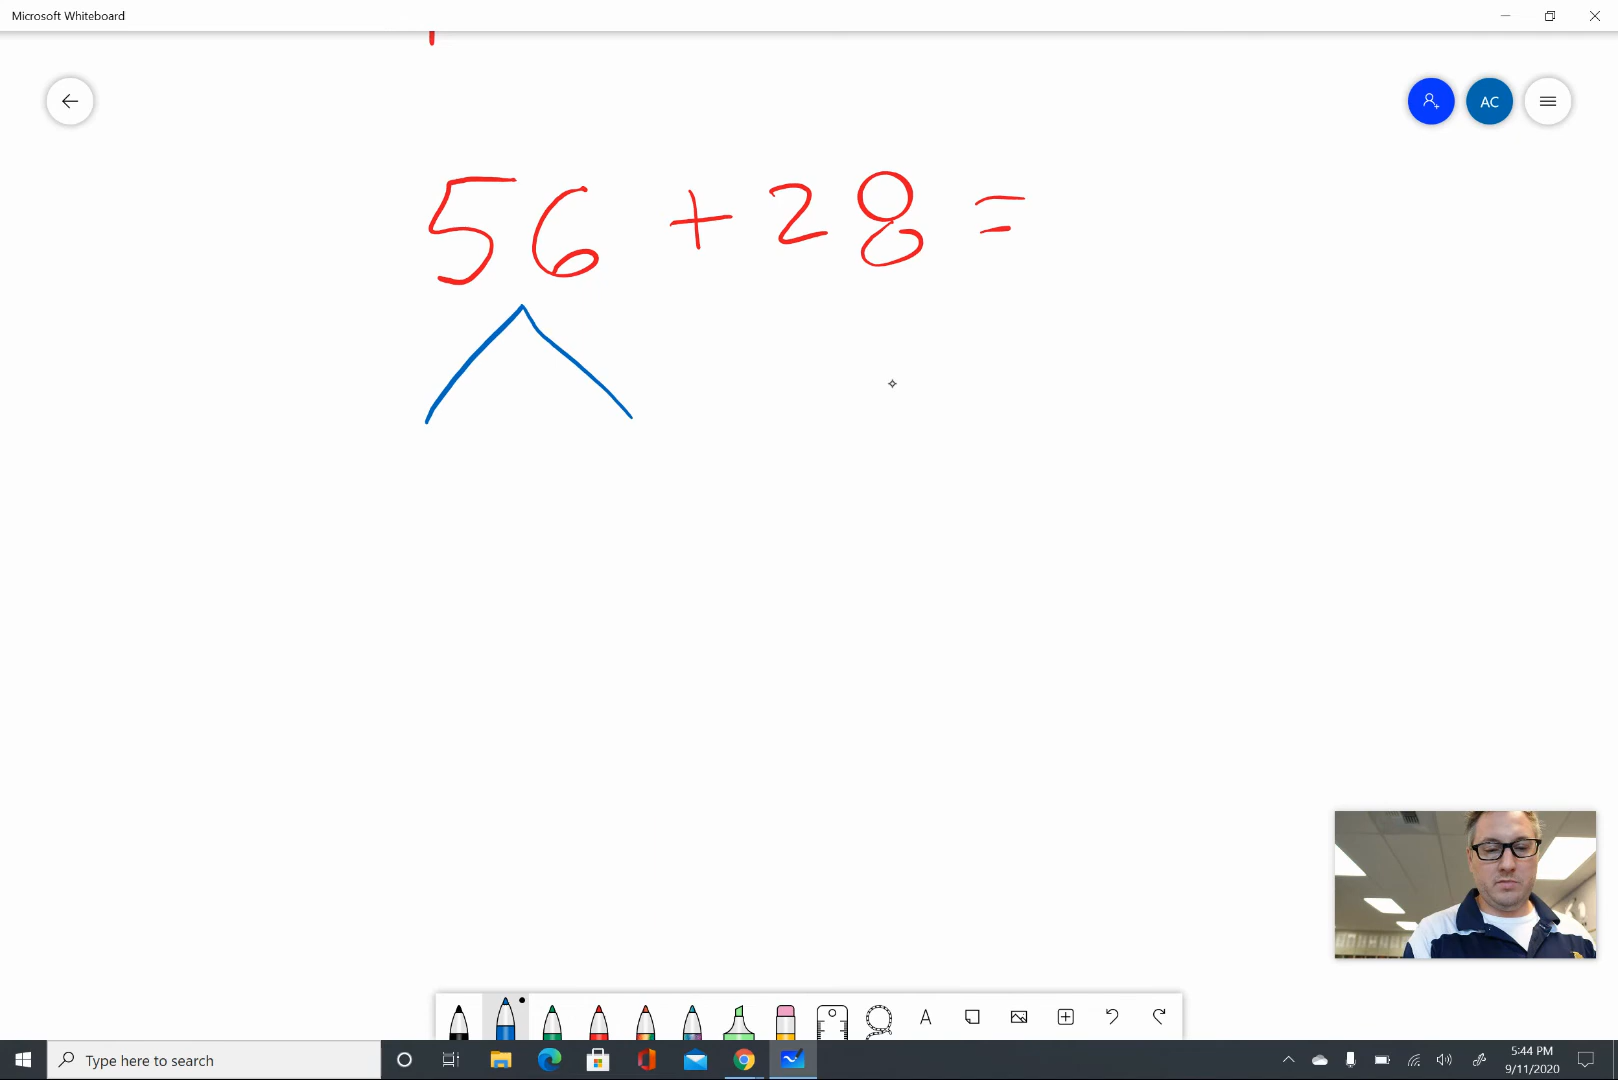 Microsoft Whiteboard
AC
56 + 28 =
A
Type here to search
5:44 PM
9/11/2020